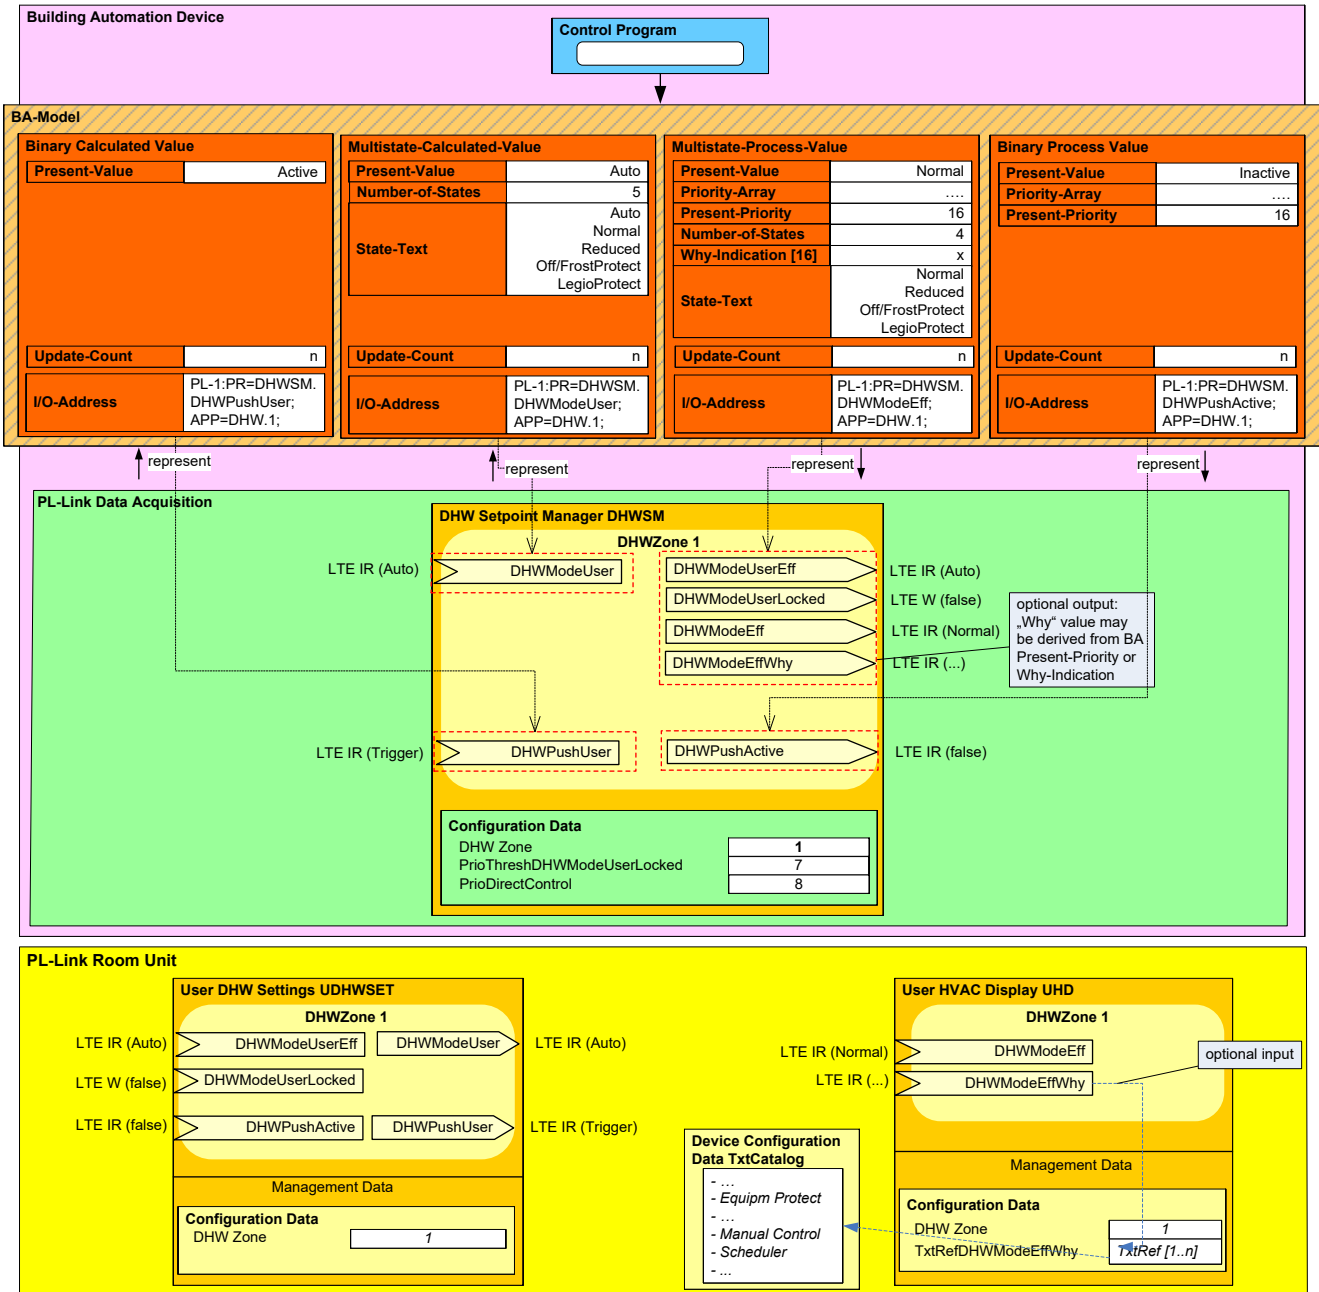 Building Automation Device
Control Program
BA-Model
Binary Calculated Value
Present-Value
Active
Update-Count
n
I/O-Address
PL-1:PR=DHWSM.
DHWPushUser;
APP=DHW.1;
Multistate-Calculated-Value
Present-Value
Auto
Number-of-States
5
State-Text
Auto
Normal
Reduced
Off/FrostProtect
LegioProtect
Update-Count
n
I/O-Address
PL-1:PR=DHWSM.
DHWModeUser;
APP=DHW.1;
Multistate-Process-Value
Present-Value
Normal
Priority-Array
....
Present-Priority
16
Number-of-States
4
Why-Indication [16]
x
State-Text
Normal
Reduced
Off/FrostProtect
LegioProtect
Update-Count
n
I/O-Address
PL-1:PR=DHWSM.
DHWModeEff;
APP=DHW.1;
Binary Process Value
Present-Value
Inactive
Priority-Array
....
Present-Priority
16
Update-Count
n
I/O-Address
PL-1:PR=DHWSM.
DHWPushActive;
APP=DHW.1;
represent
represent
represent
represent
PL-Link Data Acquisition
DHW Setpoint Manager DHWSM
DHWZone 1
LTE IR (Auto)
DHWModeUser
DHWModeUserEff
LTE IR (Auto)
DHWModeUserLocked
LTE W (false)
DHWModeEff
LTE IR (Normal)
DHWModeEffWhy
LTE IR (...)
optional output:
„Why“ value may
be derived from BA
Present-Priority or
Why-Indication
LTE IR (Trigger)
DHWPushUser
DHWPushActive
LTE IR (false)
Configuration Data
DHW Zone
1
PrioThreshDHWModeUserLocked
7
PrioDirectControl
8
PL-Link Room Unit
User DHW Settings UDHWSET
DHWZone 1
LTE IR (Auto)
DHWModeUserEff
DHWModeUser
LTE IR (Auto)
LTE W (false)
DHWModeUserLocked
LTE IR (false)
DHWPushActive
DHWPushUser
LTE IR (Trigger)
Management Data
Configuration Data
DHW Zone
1
User HVAC Display UHD
DHWZone 1
LTE IR (Normal)
DHWModeEff
LTE IR (...)
DHWModeEffWhy
optional input
Device Configuration
Data TxtCatalog
- ...
- Equipm Protect
- ...
- Manual Control
- Scheduler
- ...
Management Data
Configuration Data
DHW Zone
1
TxtRefDHWModeEffWhy
TxtRef [1..n]